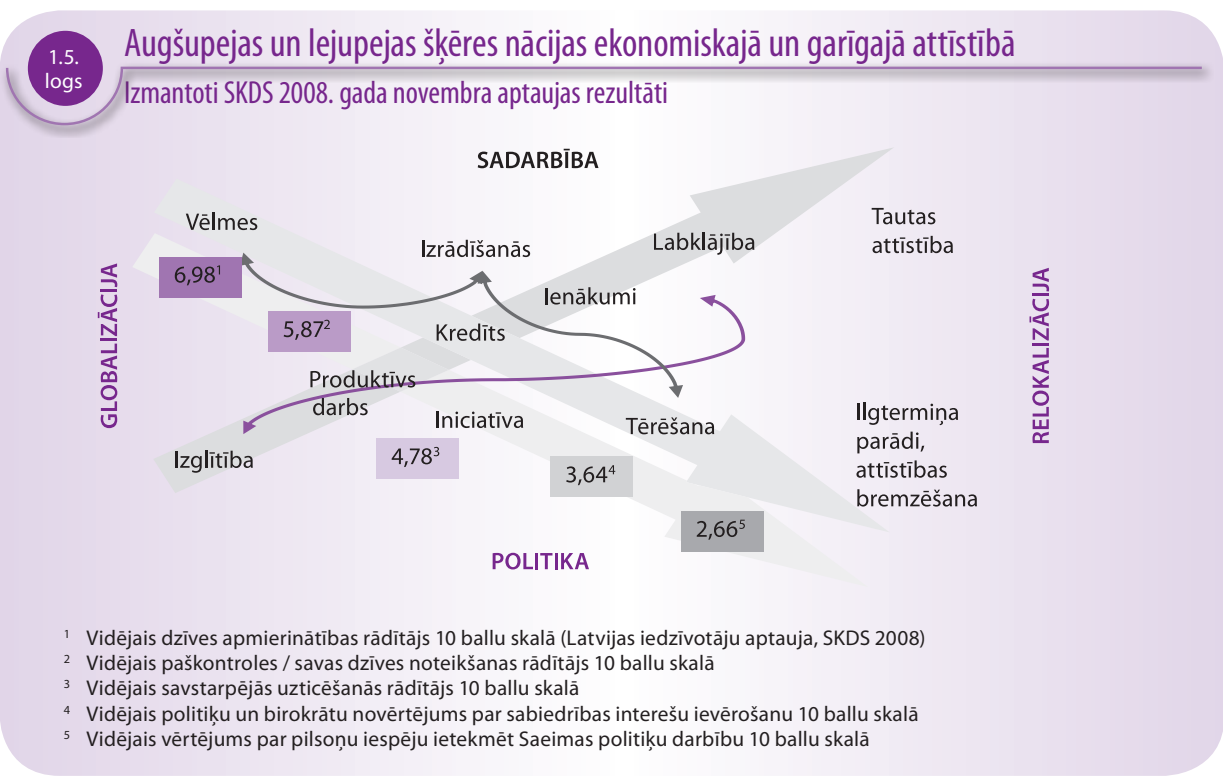 1.5.
logs
Augšupejas un lejupejas šķēres nācijas ekonomiskajā un garīgajā attīstībā
Izmantoti SKDS 2008. gada novembra aptaujas rezultāti
SADARBĪBA
GLOBALIZĀCIJA
Vēlmes
6,98¹
5,87²
Izrādīšanās
Labklājība
Tautas
attīstība
Ienākumi
Kredīts
Produktīvs
darbs
Iniciatīva
Tērēšana
Izglītība
4,78³
3,64⁴
2,66⁵
Ilgtermiņa
parādi,
attīstības
bremzēšana
RELOKALIZĀCIJA
POLITIKA
¹ Vidējais dzīves apmierinātības rādītājs 10 ballu skalā (Latvijas iedzīvotāju aptauja, SKDS 2008)
² Vidējais paškontroles / savas dzīves noteikšanas rādītājs 10 ballu skalā
³ Vidējais savstarpējās uzticēšanās rādītājs 10 ballu skalā
⁴ Vidējais politiķu un birokrātu novērtējums par sabiedrības interešu ievērošanu 10 ballu skalā
⁵ Vidējais vērtējums par pilsoņu iespēju ietekmēt Saeimas politiķu darbību 10 ballu skalā